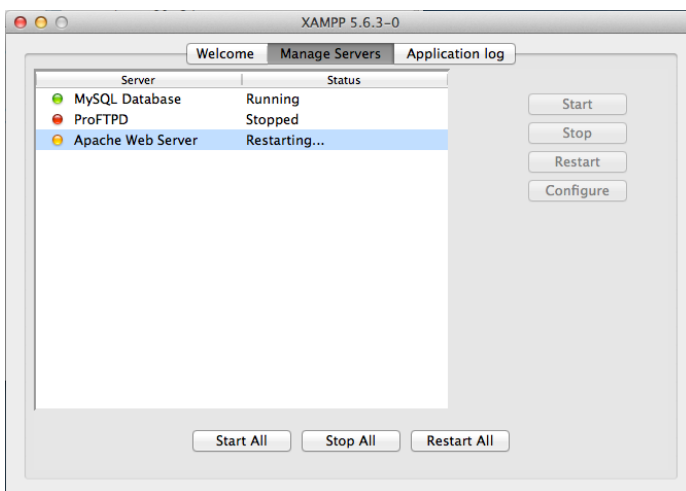 XAMPP 5.6.3-0
Welcome Manage Servers Application log
Server Status
MySQL Database Running
ProFTPD Stopped
Apache Web Server Restarting...
Start
Stop
Restart
Configure
Start All Stop All Restart All